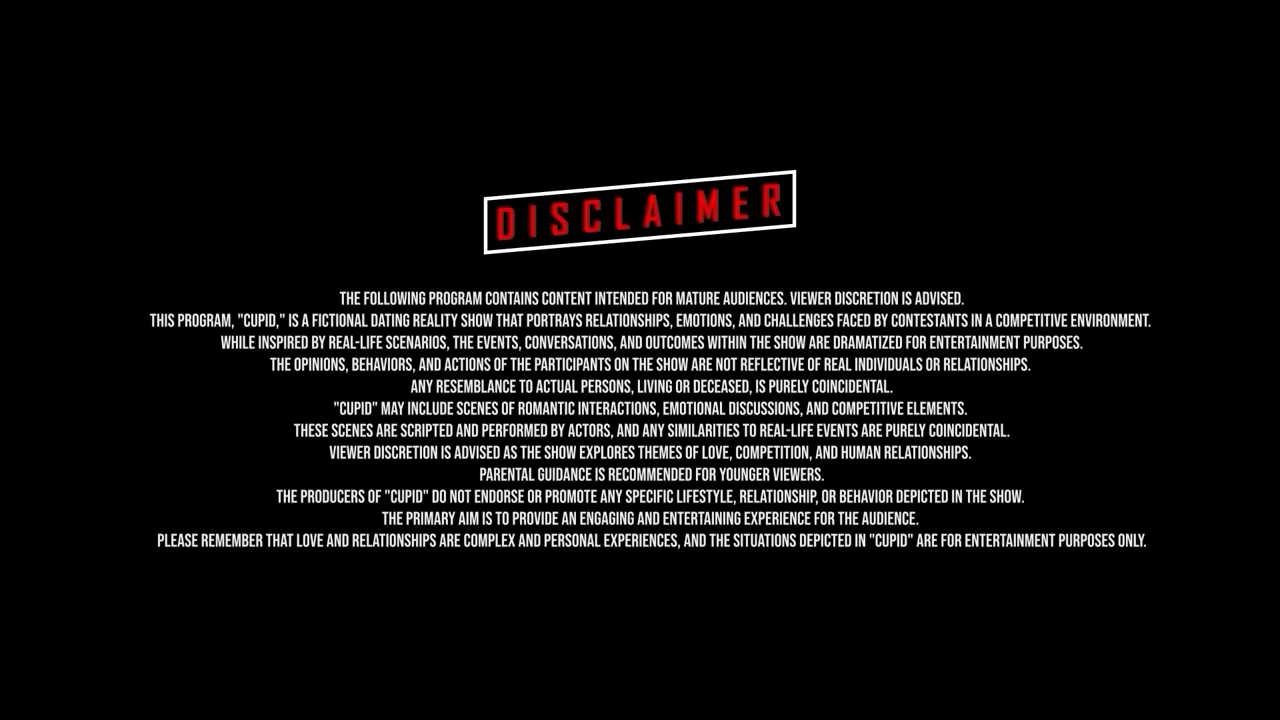 DISCLAIMER
THE FOLLOWING PROGRAM CONTAINS CONTENT INTENDED FOR MATURE AUDIENCES. VIEWER DISCRETION IS ADVISED.
THIS PROGRAM, "CUPID," IS A FICTIONAL DATING REALITY SHOW THAT PORTRAYS RELATIONSHIPS, EMOTIONS, AND CHALLENGES FACED BY CONTESTANTS IN A COMPETITIVE ENVIRONMENT.
WHILE INSPIRED BY REAL-LIFE SCENARIOS, THE EVENTS, CONVERSATIONS, AND OUTCOMES WITHIN THE SHOW ARE DRAMATIZED FOR ENTERTAINMENT PURPOSES.
THE OPINIONS, BEHAVIORS, AND ACTIONS OF THE PARTICIPANTS ON THE SHOW ARE NOT REFLECTIVE OF REAL INDIVIDUALS OR RELATIONSHIPS.
ANY RESEMBLANCE TO ACTUAL PERSONS, LIVING OR DECEASED, IS PURELY COINCIDENTAL.
"CUPID" MAY INCLUDE SCENES OF ROMANTIC INTERACTIONS, EMOTIONAL DISCUSSIONS, AND COMPETITIVE ELEMENTS.
THESE SCENES ARE SCRIPTED AND PERFORMED BY ACTORS, AND ANY SIMILARITIES TO REAL-LIFE EVENTS ARE PURELY COINCIDENTAL.
VIEWER DISCRETION IS ADVISED AS THE SHOW EXPLORES THEMES OF LOVE, COMPETITION, AND HUMAN RELATIONSHIPS.
PARENTAL GUIDANCE IS RECOMMENDED FOR YOUNGER VIEWERS.
THE PRODUCERS OF "CUPID" DO NOT ENDORSE OR PROMOTE ANY SPECIFIC LIFESTYLE, RELATIONSHIP, OR BEHAVIOR DEPICTED IN THE SHOW.
THE PRIMARY AIM IS TO PROVIDE AN ENGAGING AND ENTERTAINING EXPERIENCE FOR THE AUDIENCE.
PLEASE REMEMBER THAT LOVE AND RELATIONSHIPS ARE COMPLEX AND PERSONAL EXPERIENCES, AND THE SITUATIONS DEPICTED IN "CUPID" ARE FOR ENTERTAINMENT PURPOSES ONLY.